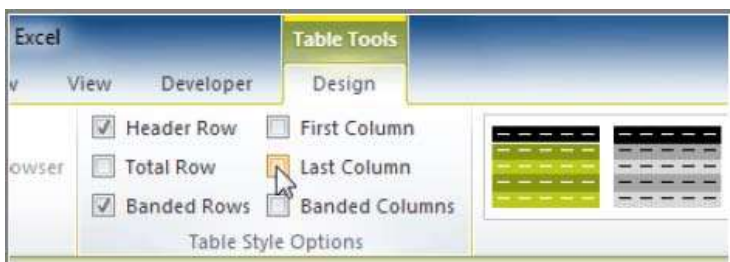 Excel Table Tools
View Developer Design
Header Row First Column
owser Total Row Last Column
Banded Rows Banded Columns
Table Style Options